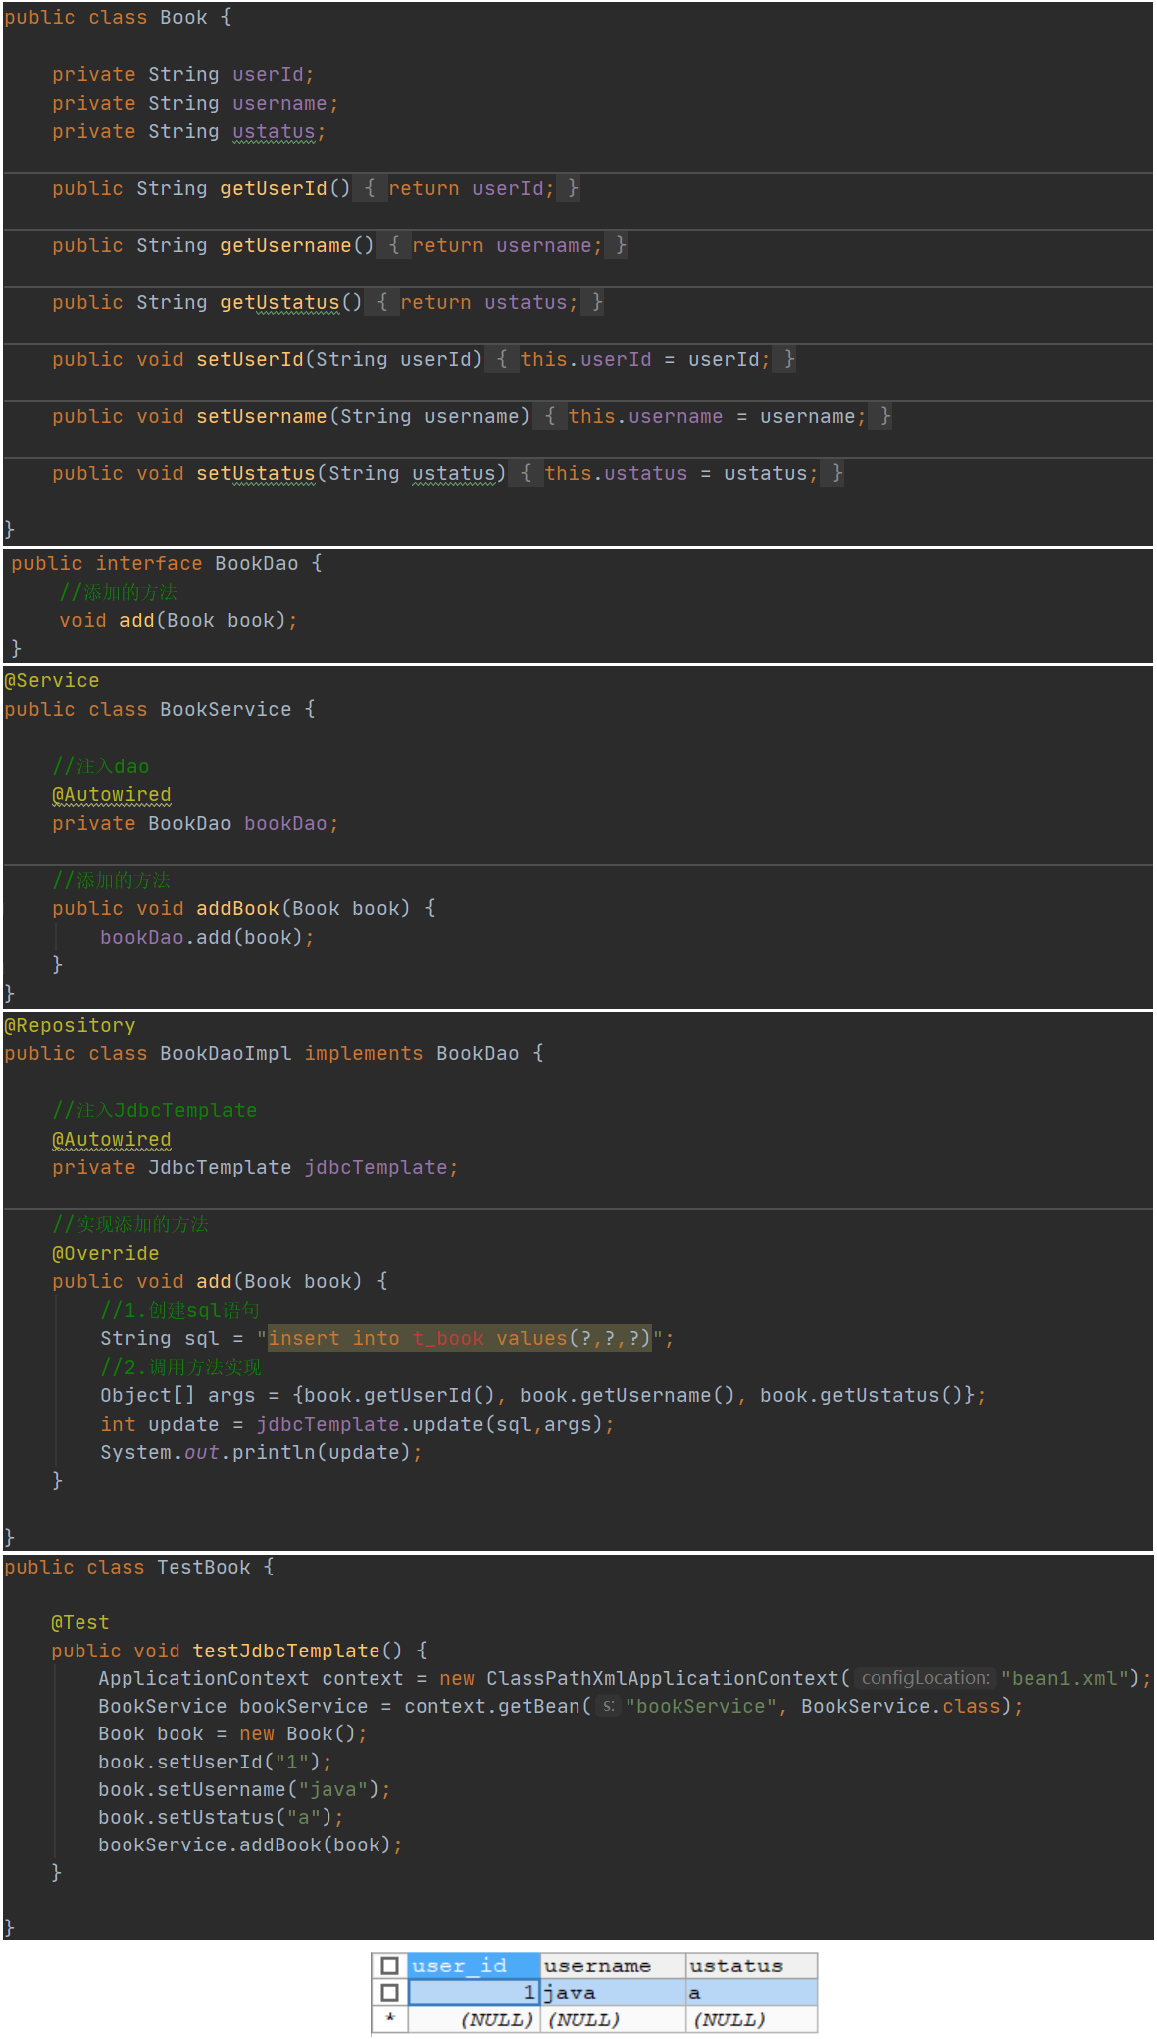 public class Book {
private String userId;
private String username;
private String ustatus;
public String getUserId() { return userId; }
public String getUsername() { return username; }
public String getUstatus() { return ustatus; }
public void setUserId(String userId) { this.userId = userId; }
public void setUsername(String username) { this.username = username; }
public void setUstatus(String ustatus) { this.ustatus = ustatus; }
}
public interface BookDao {
//添加的方法
void add(Book book);
}
@Service
public class BookService {
//注入dao
@Autowired
private BookDao bookDao;
//添加的方法
public void addBook(Book book) {
bookDao.add(book);
}
}
@Repository
public class BookDaoImpl implements BookDao {
//注入JdbcTemplate
@Autowired
private JdbcTemplate jdbcTemplate;
//实现添加的方法
@Override
public void add(Book book) {
//1.创建sql语句
String sql = "insert into t_book values(?,?,?)";
//2.调用方法实现
Object[] args = {book.getUserId(), book.getUsername(), book.getUstatus()};
int update = jdbcTemplate.update(sql,args);
System.out.println(update);
}
}
public class TestBook {
@Test
public void testJdbcTemplate() {
ApplicationContext context = new ClassPathXmlApplicationContext( configLocation: "bean1.xml");
BookService bookService = context.getBean( s: "bookService", BookService.class);
Book book = new Book();
book.setUserId("1");
book.setUsername("java");
book.setUstatus("a");
bookService.addBook(book);
}
}
user_id username ustatus
1 java a
* (NULL) (NULL) (NULL)